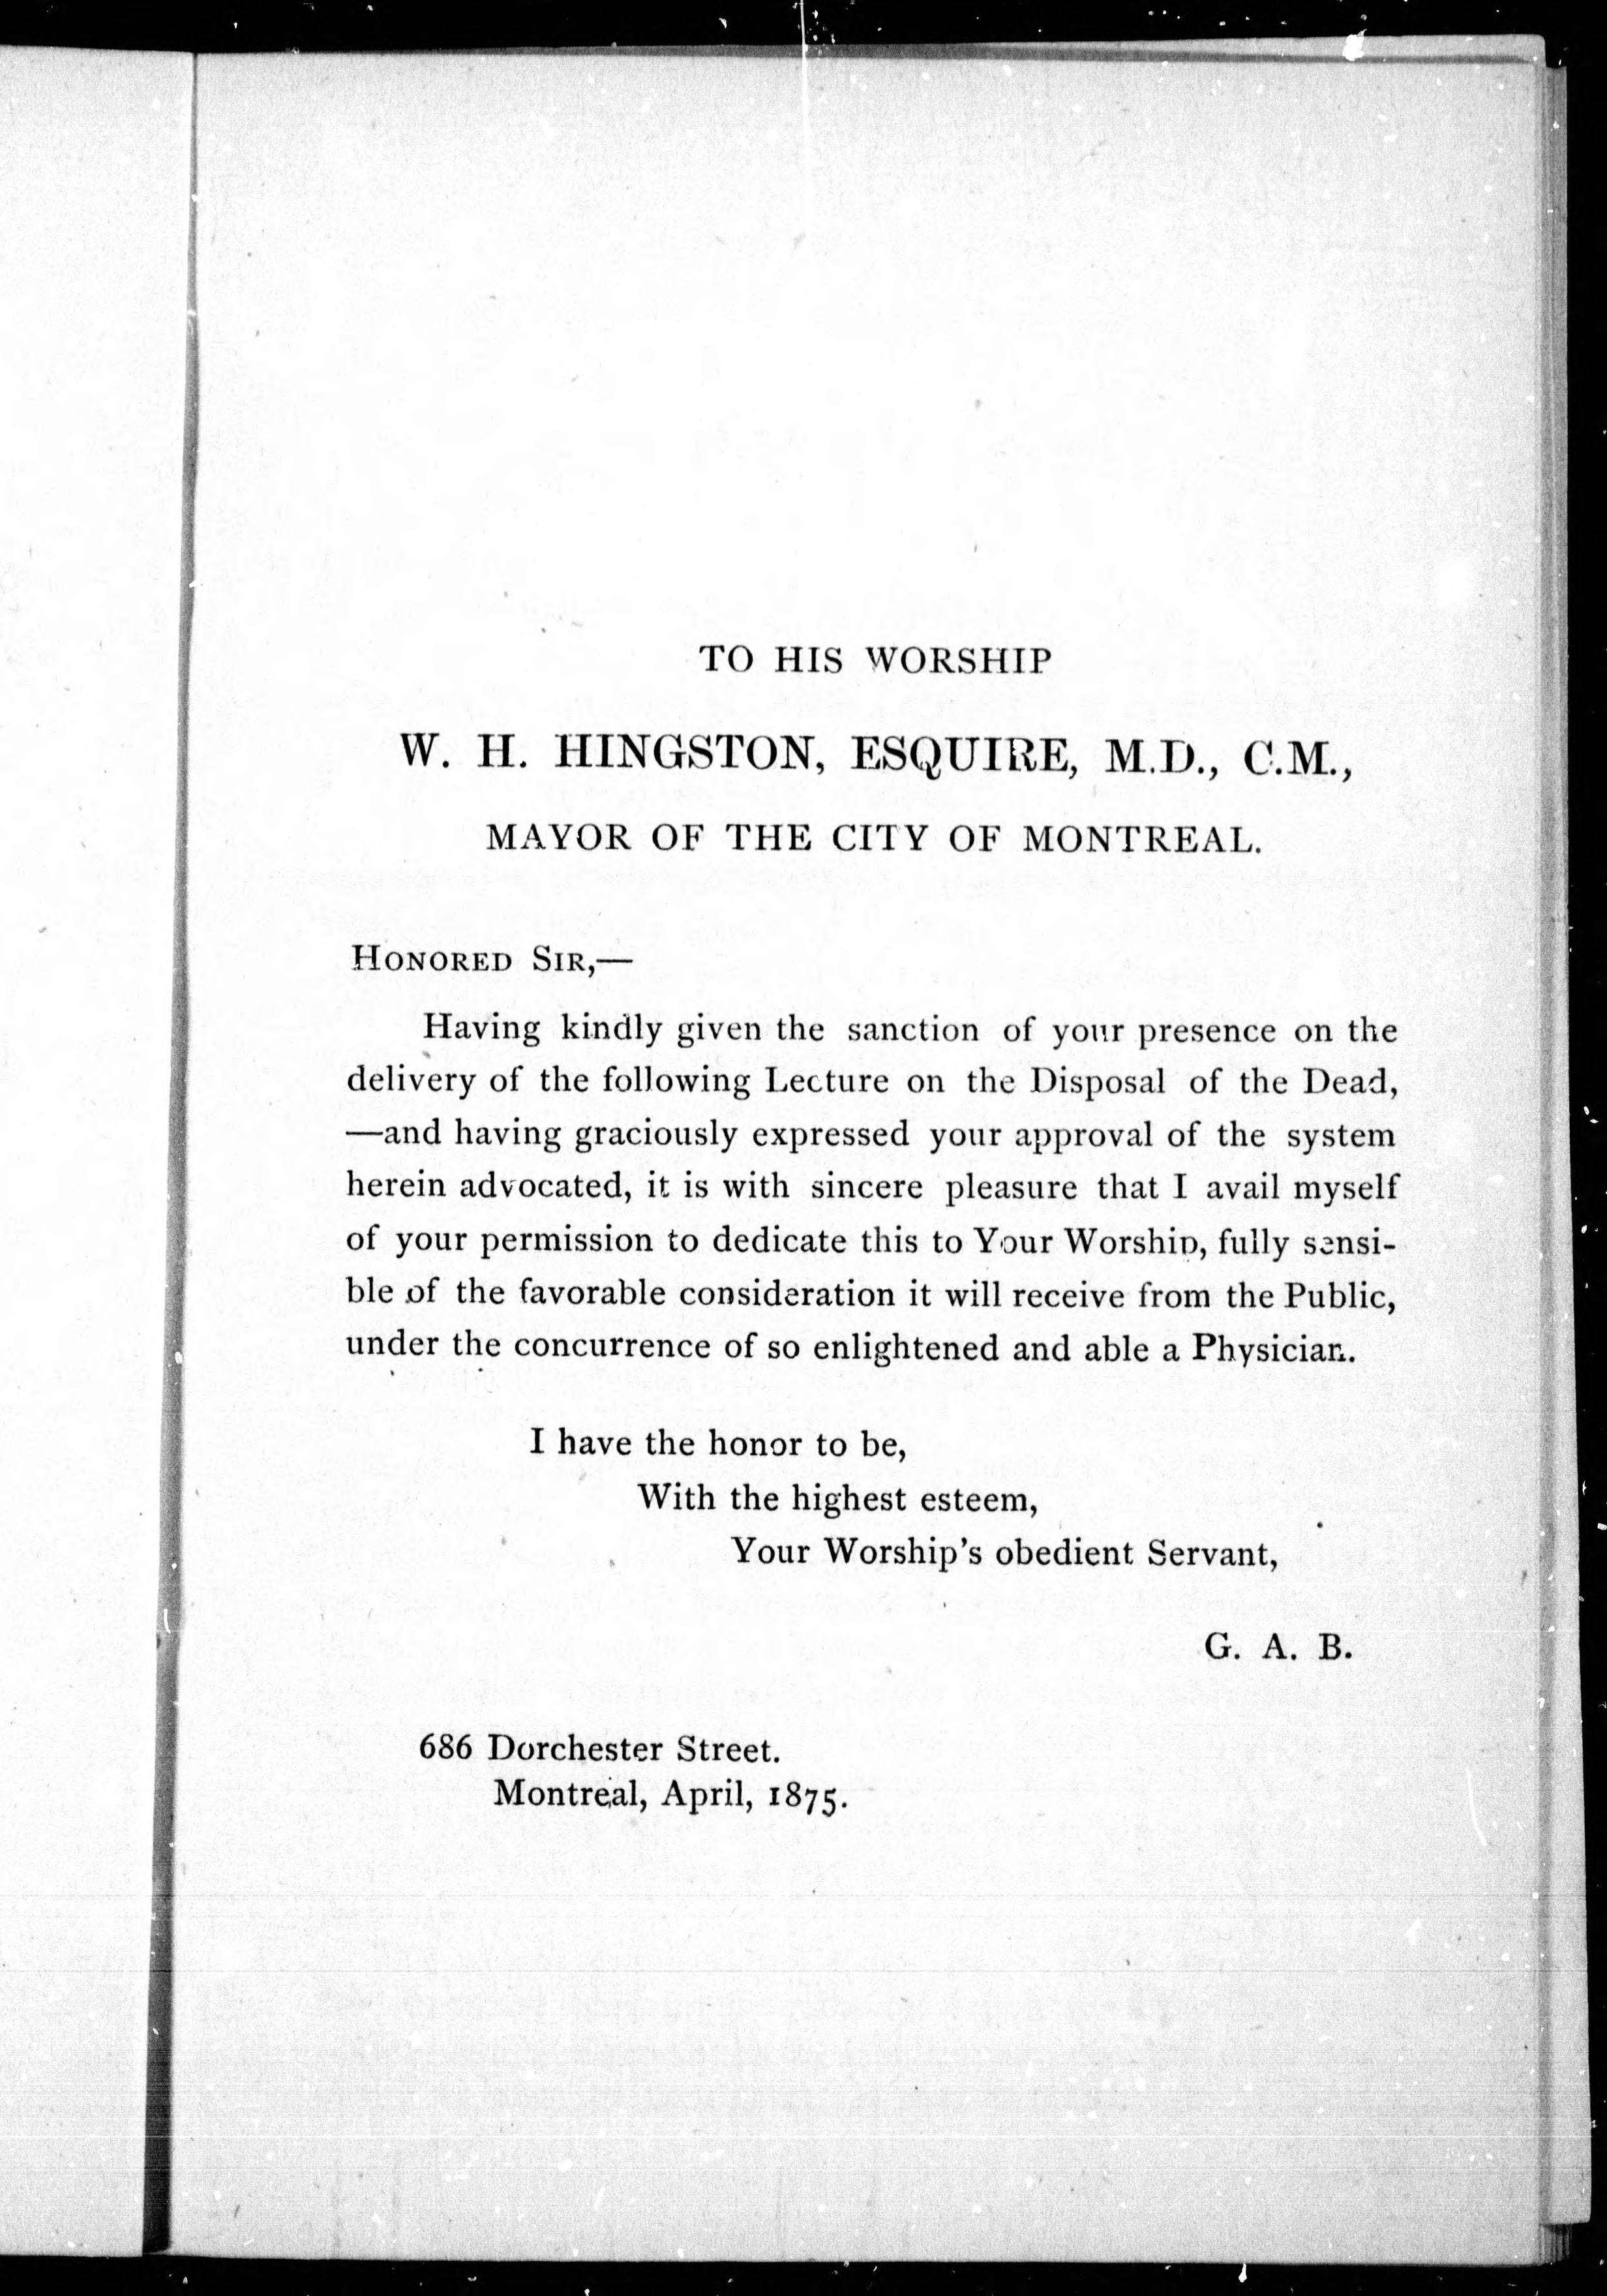 TO HIS WORSHIP
W. H. HINGSTON, ESQUIRE, M.D., C.M.,
MAYOR OF THE CITY OF MONTREAL.
HONORED SIR,—
Having kindly given the sanction of your presence on the
delivery of the following Lecture on the Disposal of the Dead,
—and having graciously expressed your approval of the system
herein advocated, it is with sincere pleasure that I avail myself
of your permission to dedicate this to Your Worship, fully sensi-
ble of the favorable consideration it will receive from the Public,
under the concurrence of so enlightened and able a Physician.
I have the honor to be,
With the highest esteem,
Your Worship's obedient Servant,
G. A. B.
686 Dorchester Street.
Montreal, April, 1875.